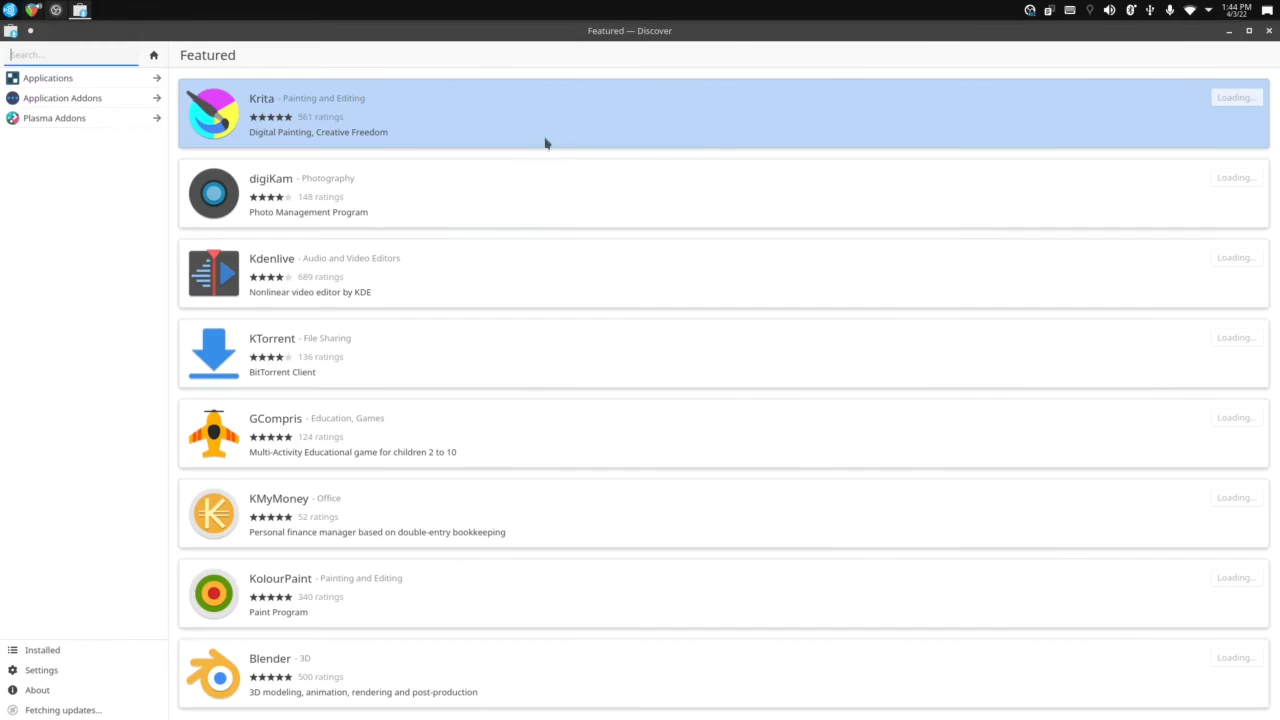 1:44 PM
4/3/22
Featured — Discover
Search...
Featured
Applications
Application Addons
Plasma Addons
Krita - Painting and Editing
561 ratings
Digital Painting, Creative Freedom
Loading...
digiKam - Photography
148 ratings
Photo Management Program
Loading...
Kdenlive - Audio and Video Editors
689 ratings
Nonlinear video editor by KDE
Loading...
KTorrent - File Sharing
136 ratings
BitTorrent Client
Loading...
GCompris - Education, Games
124 ratings
Multi-Activity Educational game for children 2 to 10
Loading...
KMyMoney - Office
52 ratings
Personal finance manager based on double-entry bookkeeping
Loading...
KolourPaint - Painting and Editing
340 ratings
Paint Program
Loading...
Blender - 3D
500 ratings
3D modeling, animation, rendering and post-production
Loading...
Installed
Settings
About
Fetching updates...